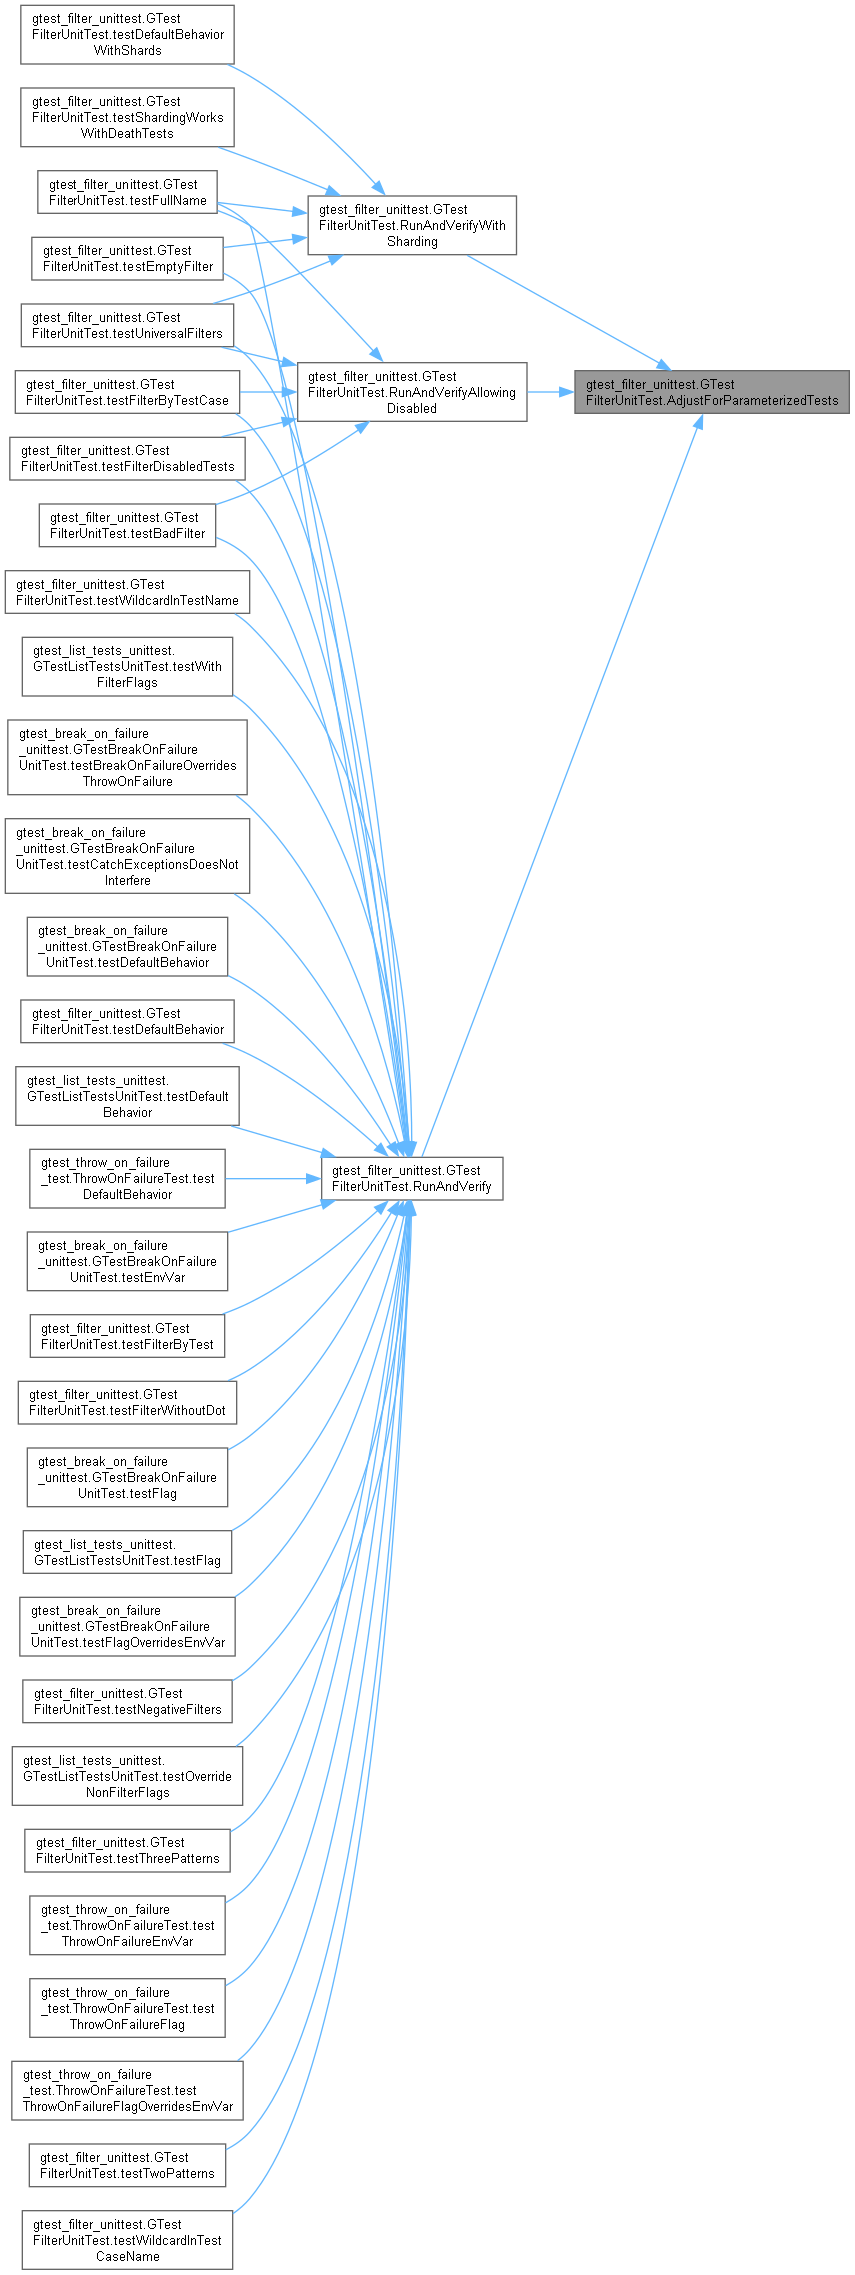 gtest_filter_unittest.GTest
FilterUnitTest.testDefaultBehavior
WithShards
gtest_filter_unittest.GTest
FilterUnitTest.testShardingWorks
WithDeathTests
gtest_filter_unittest.GTest
FilterUnitTest.testFullName
gtest_filter_unittest.GTest
FilterUnitTest.RunAndVerifyWith
Sharding
gtest_filter_unittest.GTest
FilterUnitTest.testEmptyFilter
gtest_filter_unittest.GTest
FilterUnitTest.testUniversalFilters
gtest_filter_unittest.GTest
FilterUnitTest.RunAndVerifyAllowing
Disabled
gtest_filter_unittest.GTest
FilterUnitTest.AdjustForParameterizedTests
gtest_filter_unittest.GTest
FilterUnitTest.testFilterByTestCase
gtest_filter_unittest.GTest
FilterUnitTest.testFilterDisabledTests
gtest_filter_unittest.GTest
FilterUnitTest.testBadFilter
gtest_filter_unittest.GTest
FilterUnitTest.testWildcardInTestName
gtest_list_tests_unittest.
GTestListTestsUnitTest.testWith
FilterFlags
gtest_break_on_failure
_unittest.GTestBreakOnFailure
UnitTest.testBreakOnFailureOverrides
ThrowOnFailure
gtest_break_on_failure
_unittest.GTestBreakOnFailure
UnitTest.testCatchExceptionsDoesNot
Interfere
gtest_break_on_failure
_unittest.GTestBreakOnFailure
UnitTest.testDefaultBehavior
gtest_filter_unittest.GTest
FilterUnitTest.testDefaultBehavior
gtest_list_tests_unittest.
GTestListTestsUnitTest.testDefault
Behavior
gtest_throw_on_failure
_test.ThrowOnFailureTest.test
DefaultBehavior
gtest_filter_unittest.GTest
FilterUnitTest.RunAndVerify
gtest_break_on_failure
_unittest.GTestBreakOnFailure
UnitTest.testEnvVar
gtest_filter_unittest.GTest
FilterUnitTest.testFilterByTest
gtest_filter_unittest.GTest
FilterUnitTest.testFilterWithoutDot
gtest_break_on_failure
_unittest.GTestBreakOnFailure
UnitTest.testFlag
gtest_list_tests_unittest.
GTestListTestsUnitTest.testFlag
gtest_break_on_failure
_unittest.GTestBreakOnFailure
UnitTest.testFlagOverridesEnvVar
gtest_filter_unittest.GTest
FilterUnitTest.testNegativeFilters
gtest_list_tests_unittest.
GTestListTestsUnitTest.testOverride
NonFilterFlags
gtest_filter_unittest.GTest
FilterUnitTest.testThreePatterns
gtest_throw_on_failure
_test.ThrowOnFailureTest.test
ThrowOnFailureEnvVar
gtest_throw_on_failure
_test.ThrowOnFailureTest.test
ThrowOnFailureFlag
gtest_throw_on_failure
_test.ThrowOnFailureTest.test
ThrowOnFailureFlagOverridesEnvVar
gtest_filter_unittest.GTest
FilterUnitTest.testTwoPatterns
gtest_filter_unittest.GTest
FilterUnitTest.testWildcardInTest
CaseName